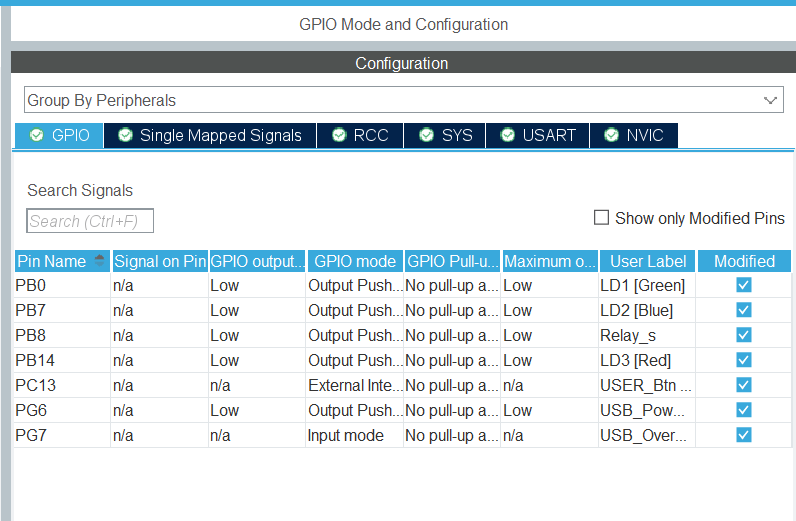 GPIO Mode and Configuration
Configuration
Group By Peripherals
GPIO Single Mapped Signals RCC SYS USART NVIC
Search Signals
Search (Ctrl+F)
Show only Modified Pins
Pin Name Signal on Pin GPIO output... GPIO mode GPIO Pull-u... Maximum o... User Label Modified
PB0 n/a Low Output Push... No pull-up a... Low LD1 [Green]
PB7 n/a Low Output Push... No pull-up a... Low LD2 [Blue]
PB8 n/a Low Output Push... No pull-up a... Low Relay_s
PB14 n/a Low Output Push... No pull-up a... Low LD3 [Red]
PC13 n/a n/a External Inte... No pull-up a... n/a USER_Btn ...
PG6 n/a Low Output Push... No pull-up a... Low USB_Pow...
PG7 n/a n/a Input mode No pull-up a... n/a USB_Over...